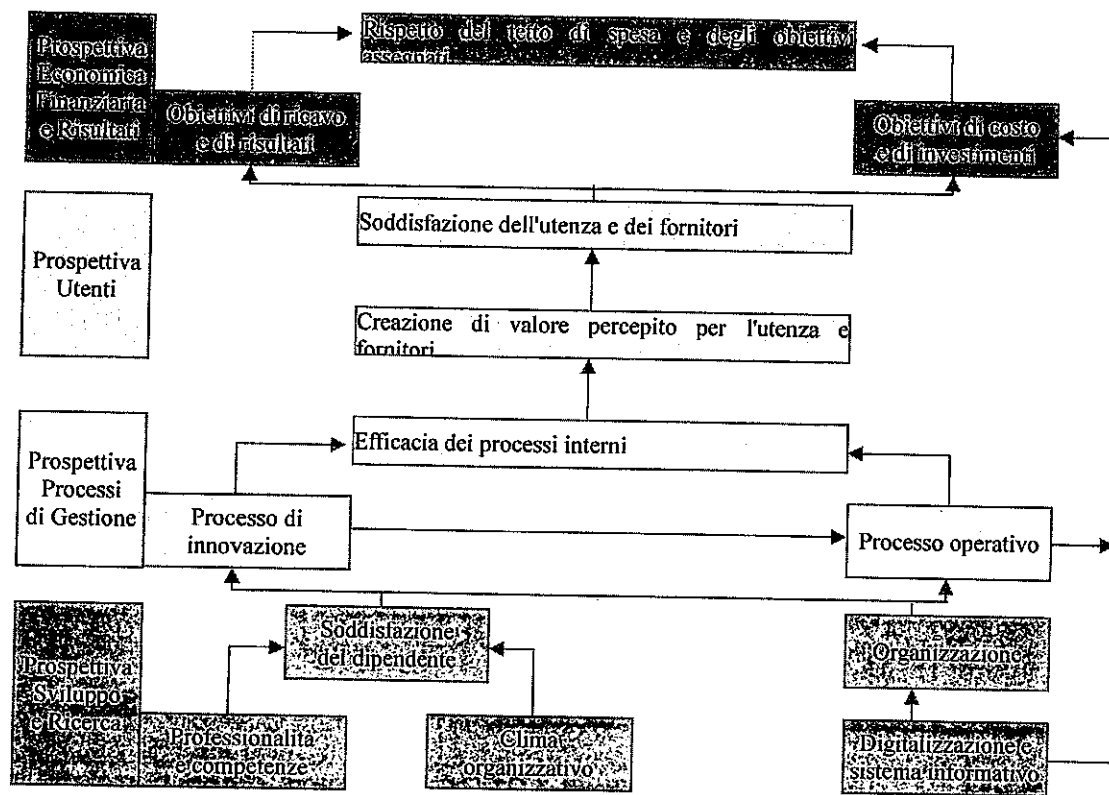 Prospettiva
Economica
Finanziaria
e Risultati
Rispetto del tetto di spesa e degli obiettivi
assegnati
Obiettivi di ricavo
e di risultati
Obiettivi di costo
e di investimenti
Prospettiva
Utenti
Soddisfazione dell'utenza e dei fornitori
Creazione di valore percepito per l'utenza e
fornitori
Prospettiva
Processi
di Gestione
Efficacia dei processi interni
Processo di
innovazione
Processo operativo
Prospettiva
Sviluppo
e Ricerca
Soddisfazione
del dipendente
Organizzazione
Professionalità
e competenze
Clima
organizzativo
Digitalizzazione e
sistema informativo